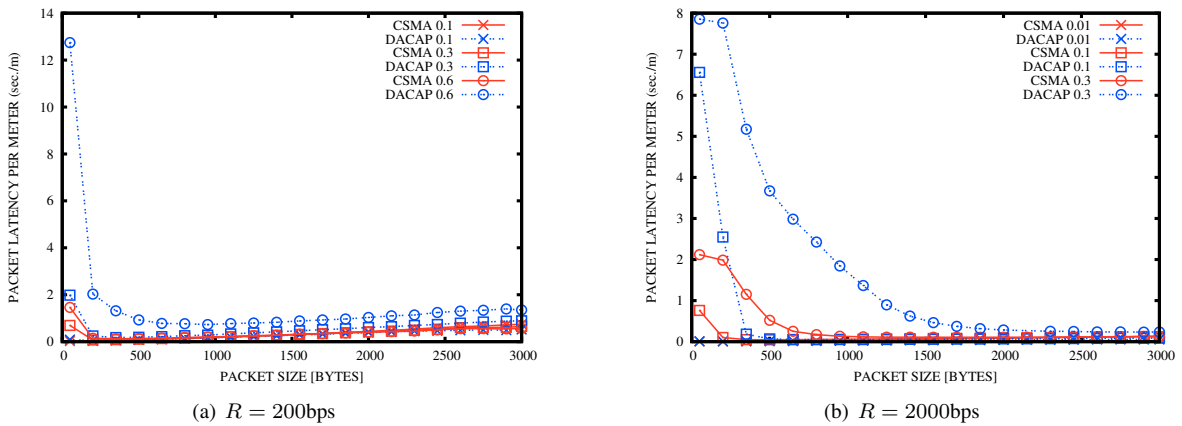 PACKET LATENCY PER METER (sec./m)
14
12
10
8
6
4
2
0
CSMA 0.1
DACAP 0.1
CSMA 0.3
DACAP 0.3
CSMA 0.6
DACAP 0.6
0 500 1000 1500 2000 2500 3000
PACKET SIZE [BYTES]
(a) R = 200bps
PACKET LATENCY PER METER (sec./m)
8
7
6
5
4
3
2
1
0
CSMA 0.01
DACAP 0.01
CSMA 0.1
DACAP 0.1
CSMA 0.3
DACAP 0.3
0 500 1000 1500 2000 2500 3000
PACKET SIZE [BYTES]
(b) R = 2000bps